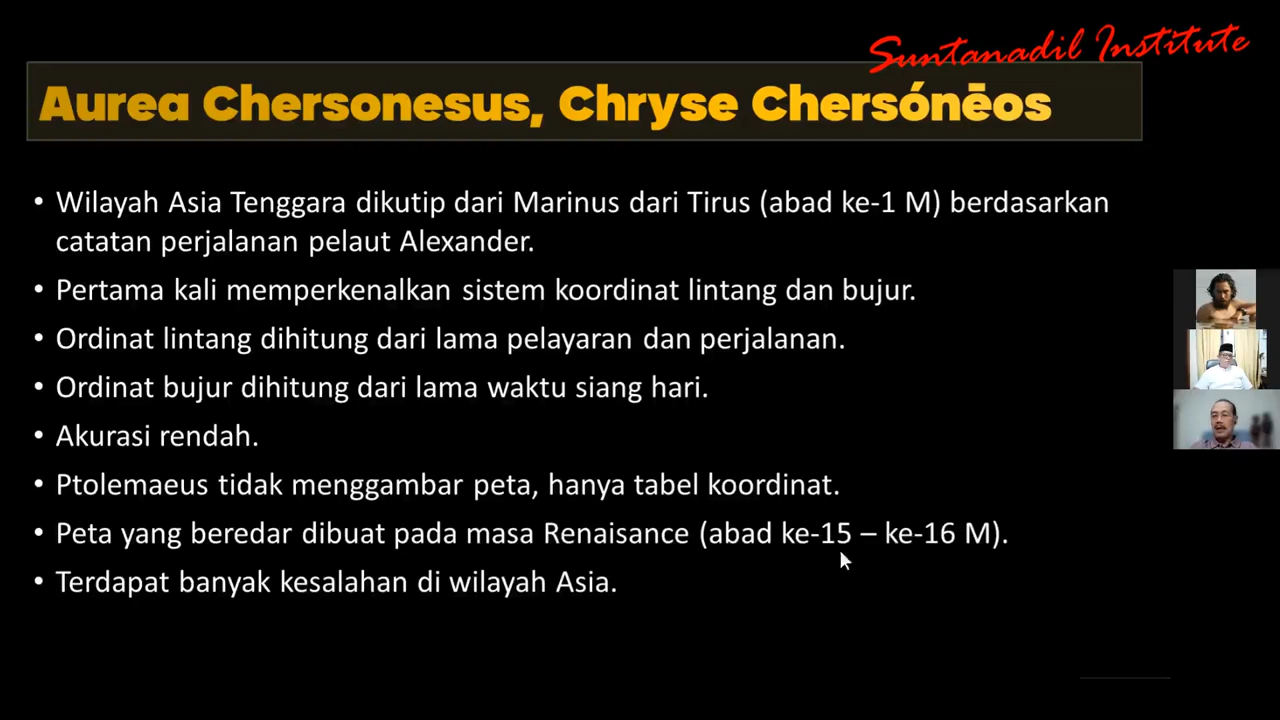 Suntanadil Institute
Aurea Chersonesus, Chryse Chersónēos
• Wilayah Asia Tenggara dikutip dari Marinus dari Tirus (abad ke-1 M) berdasarkan
catatan perjalanan pelaut Alexander.
• Pertama kali memperkenalkan sistem koordinat lintang dan bujur.
• Ordinat lintang dihitung dari lama pelayaran dan perjalanan.
• Ordinat bujur dihitung dari lama waktu siang hari.
• Akurasi rendah.
• Ptolemaeus tidak menggambar peta, hanya tabel koordinat.
• Peta yang beredar dibuat pada masa Renaisance (abad ke-15 – ke-16 M).
• Terdapat banyak kesalahan di wilayah Asia.